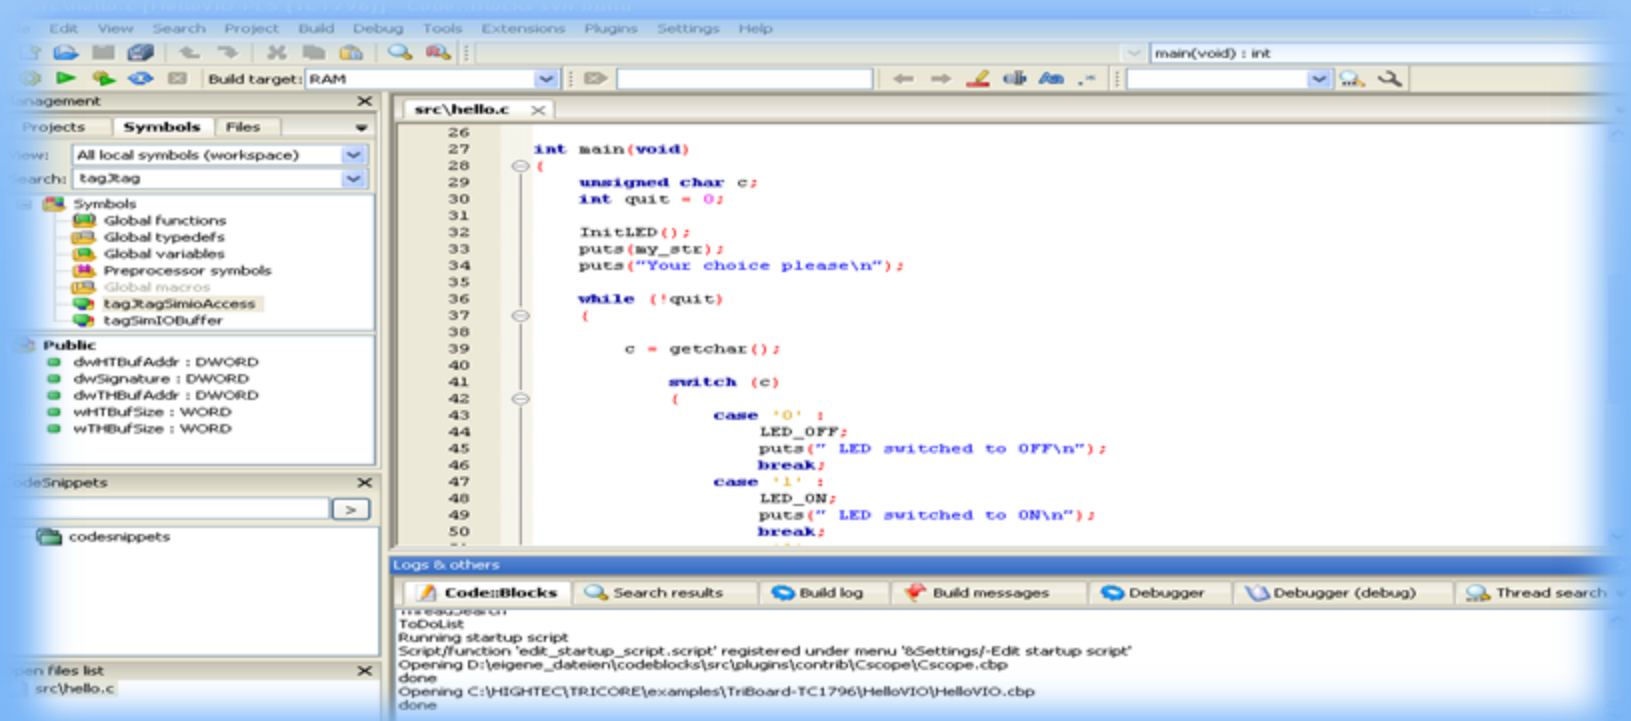 Edit View Search Project Build Debug Tools Extensions Plugins Settings Help
main(void) : int
Build target: RAM
anagement
Projects Symbols Files
All local symbols (workspace)
earch: tagJtag
Symbols
Global functions
Global typedefs
Global variables
Preprocessor symbols
Global macros
tagJtagSimioAccess
tagSimIOBuffer
Public
dwHTBufAddr : DWORD
dwSignature : DWORD
dwTHBufAddr : DWORD
wHTBufSize : WORD
wTHBufSize : WORD
deSnippets
>
codesnippets
pen files list
src\hello.c
src\hello.c
26
27 int main(void)
28 {
29 unsigned char c;
30 int quit = 0;
31
32 InitLED();
33 puts(my_str);
34 puts("Your choice please\n");
35
36 while (!quit)
37 {
38
39 c = getchar();
40
41 switch (c)
42 {
43 case '0' :
44 LED_OFF;
45 puts(" LED switched to OFF\n");
46 break;
47 case '1' :
48 LED_ON;
49 puts(" LED switched to ON\n");
50 break;
Logs & others
Code::Blocks Search results Build log Build messages Debugger Debugger (debug) Thread search
ThreadSearch
ToDoList
Running startup script
Script/function 'edit_startup_script.script' registered under menu '&Settings/-Edit startup script'
Opening D:\eigene_dateien\codeblocks\src\plugins\contrib\Cscope\Cscope.cbp
done
Opening C:\HIGHTEC\TRICORE\examples\TriBoard-TC1796\HelloVIO\HelloVIO.cbp
done